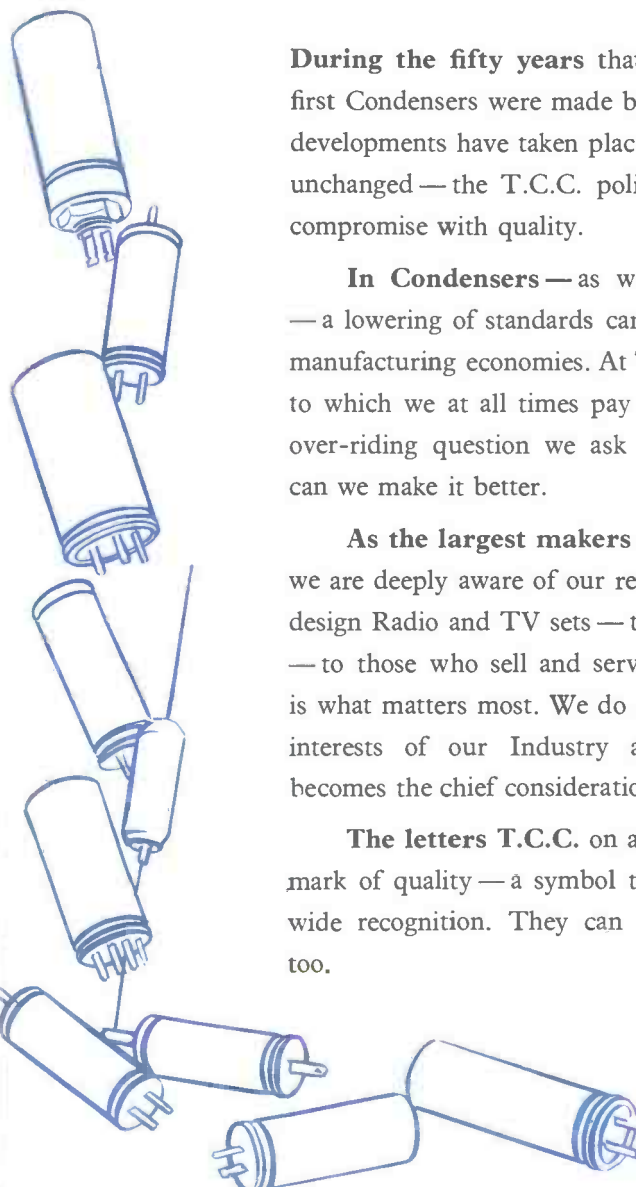 During the fifty years that
first Condensers were made b
developments have taken plac
unchanged — the T.C.C. poli
compromise with quality.
In Condensers — as w
— a lowering of standards can
manufacturing economies. At
to which we at all times pay
over-riding question we ask
can we make it better.
As the largest makers
we are deeply aware of our re
design Radio and TV sets — t
— to those who sell and serv
is what matters most. We do
interests of our Industry a
becomes the chief consideratio
The letters T.C.C. on a
mark of quality — a symbol t
wide recognition. They can
too.